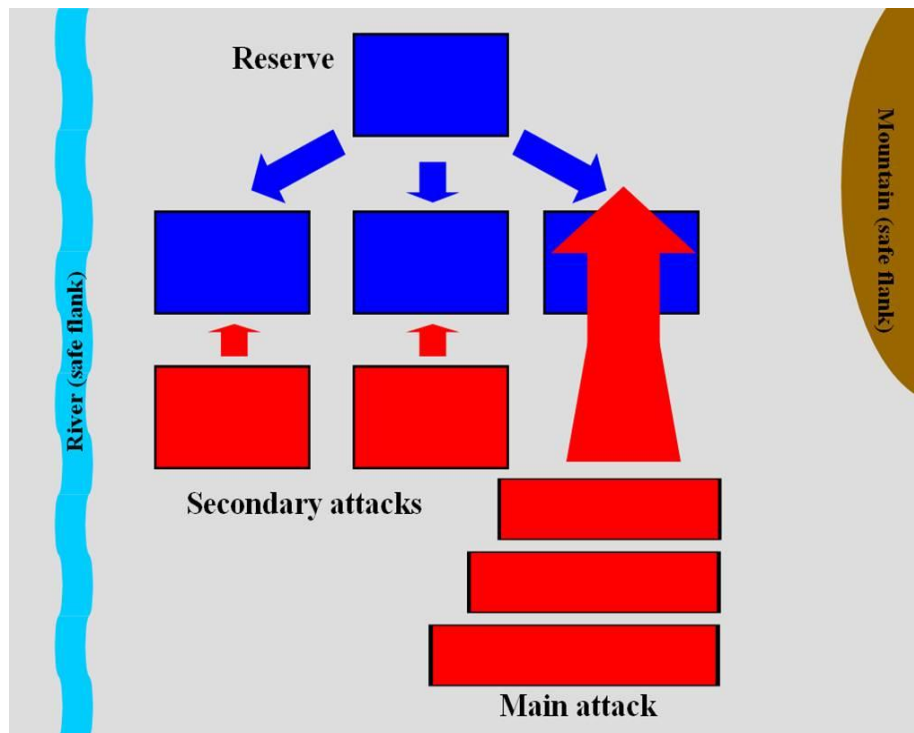 Reserve
Mountain (safe flank)
River (safe flank)
Secondary attacks
Main attack